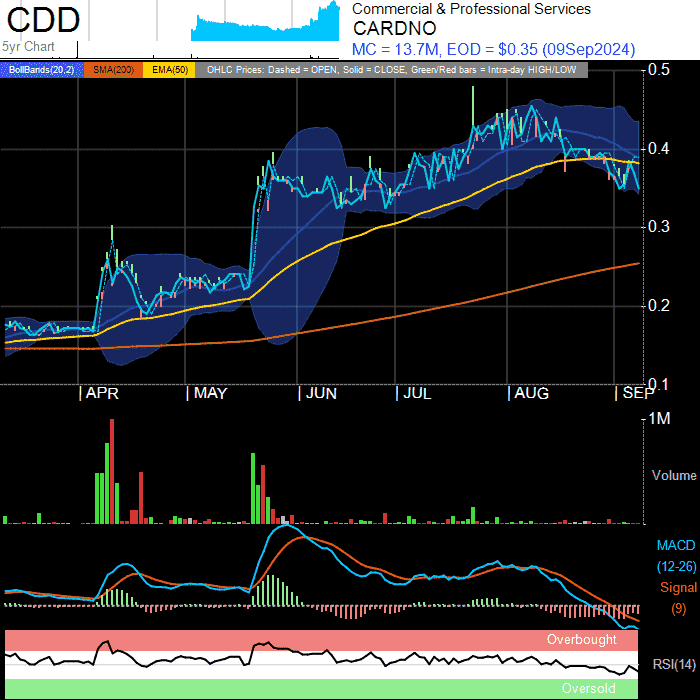 CDD
5yr Chart
Commercial & Professional Services
CARDNO
MC = 13.7M, EOD = $0.35 (09Sep2024)
BollBands(20,2) SMA(200) EMA(50) OHLC Prices: Dashed = OPEN, Solid = CLOSE, Green/Red bars = Intra-day HIGH/LOW
0.5
0.4
0.3
0.2
0.1
| APR | MAY | JUN | JUL | AUG | SEP
1M
Volume
MACD
(12-26)
Signal
(9)
Overbought
RSI(14)
Oversold